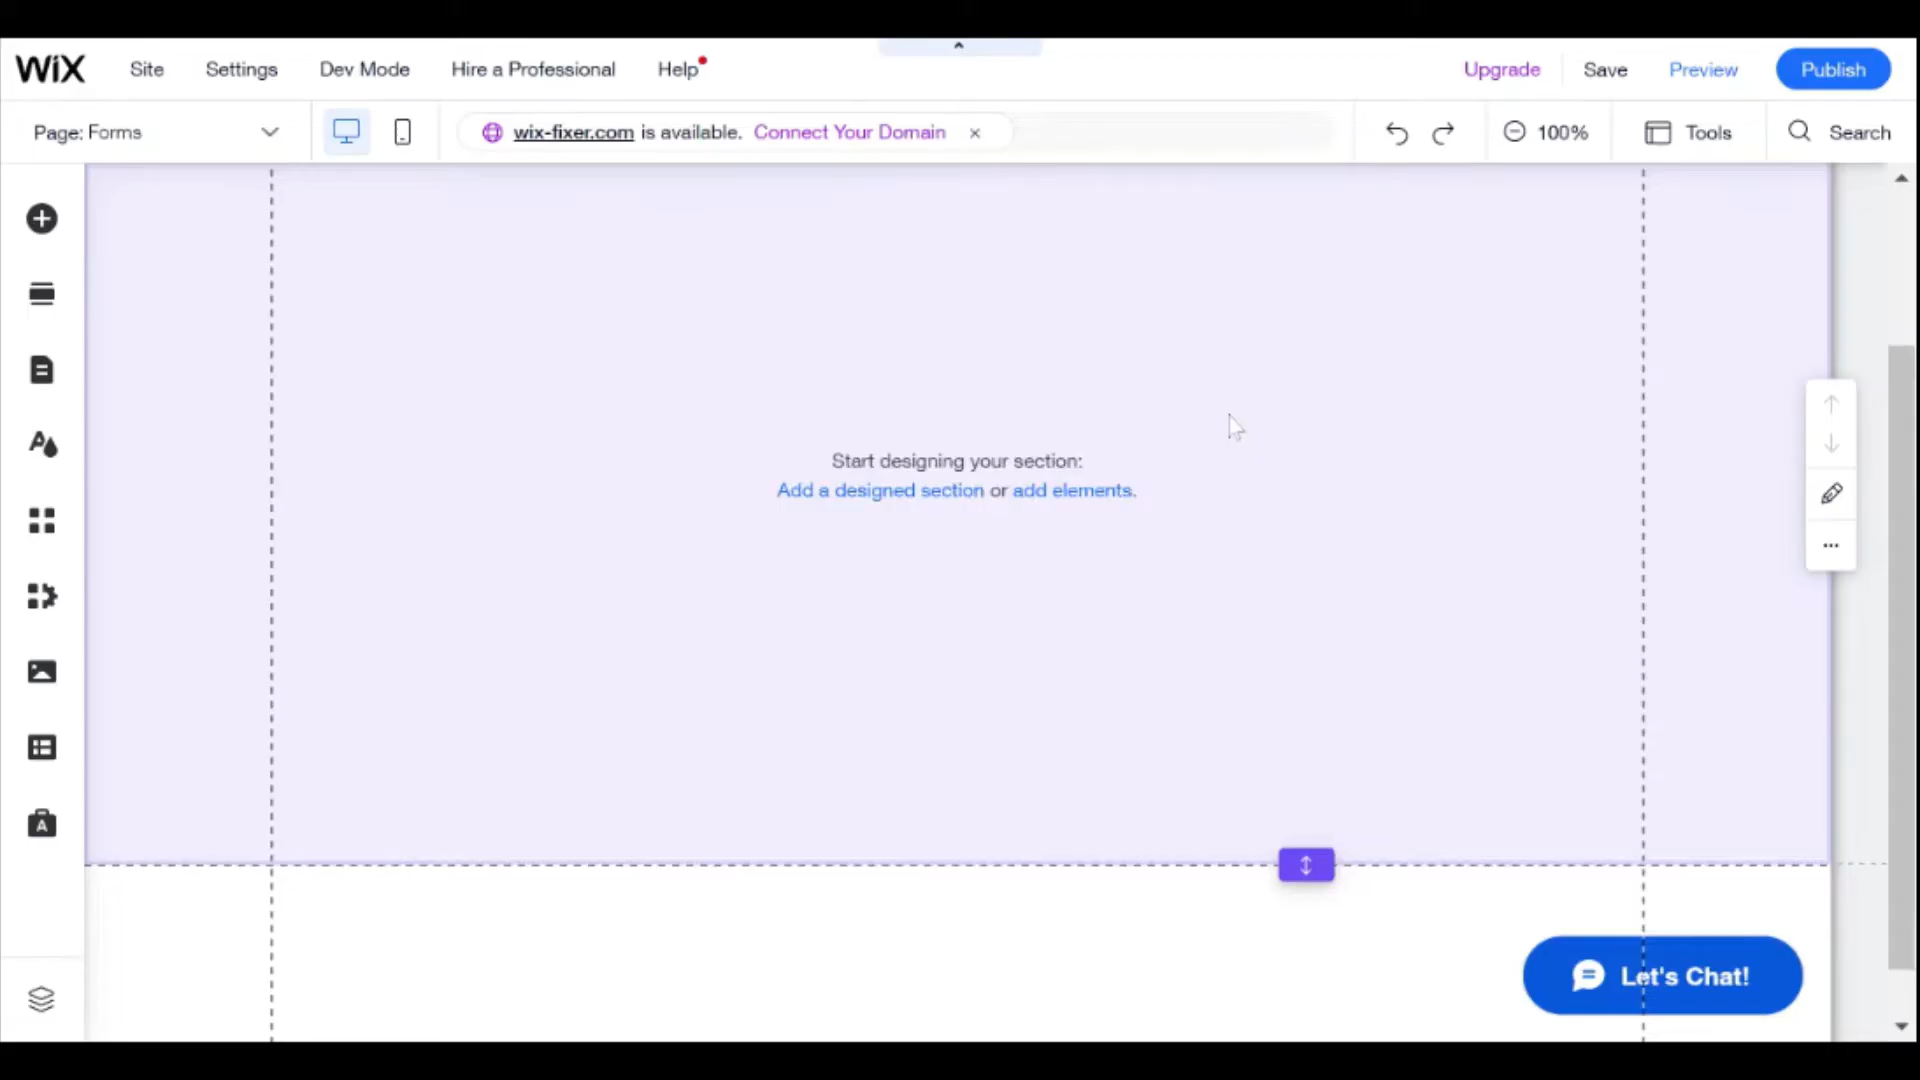 WiX Site Settings Dev Mode Hire a Professional Help Upgrade Save Preview Publish
Page: Forms wix-fixer.com is available. Connect Your Domain × 100% Tools Search
Start designing your section:
Add a designed section or add elements.
A
Let's Chat!